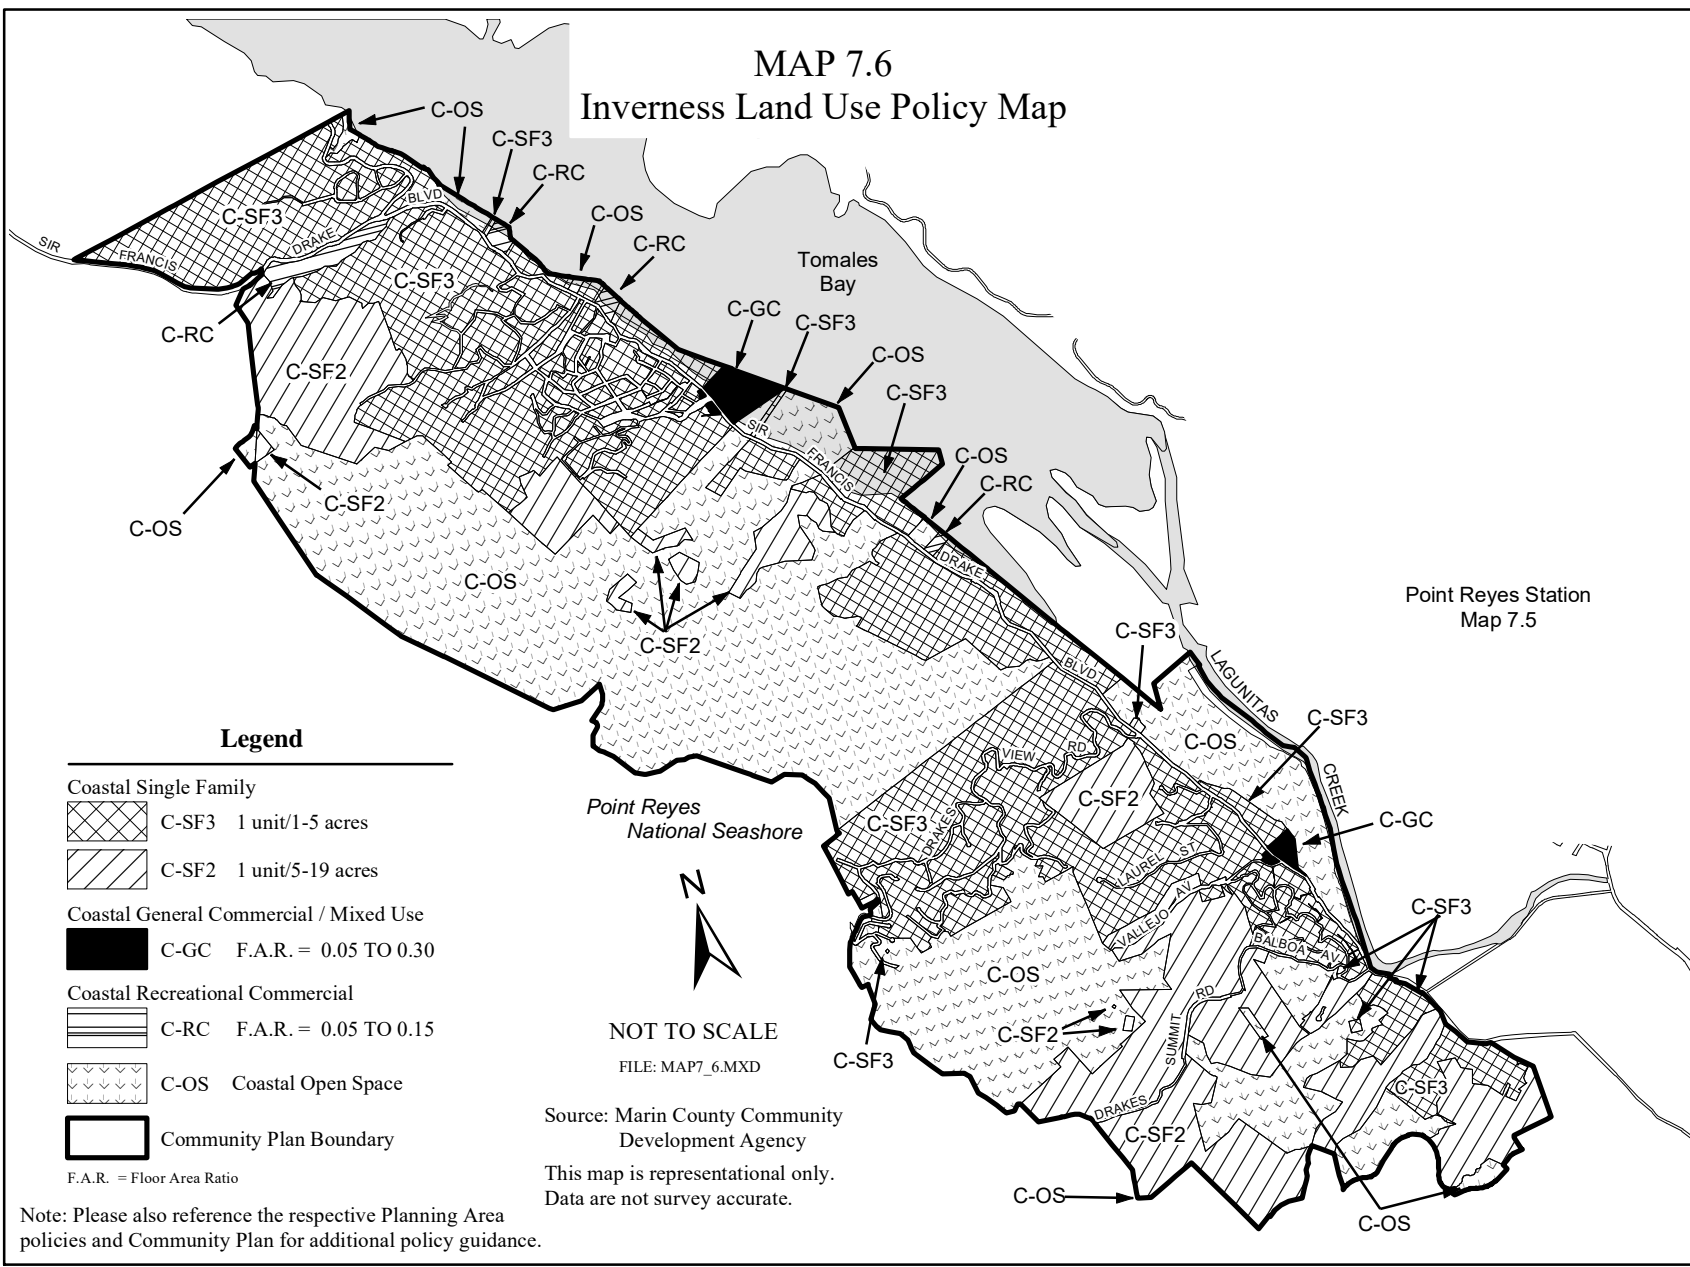 MAP 7.6
Inverness Land Use Policy Map
C-OS
C-SF3
C-RC
C-OS
C-RC
Tomales
Bay
C-GC
C-SF3
C-OS
C-SF3
C-OS
C-RC
C-SF3
BLVD
DRAKE
SIR
FRANCIS
C-SF3
C-RC
C-SF2
C-OS
C-SF2
SIR
FRANCIS
DRAKE
BLVD
C-OS
C-SF2
Point Reyes Station
Map 7.5
C-SF3
LAGUNITAS
CREEK
C-OS
C-SF3
C-GC
VIEW
RD
DRAKES
C-SF2
C-SF3
LAUREL
ST
VALLEJO
AV
BALBOA
AV
C-SF3
C-OS
C-SF2
C-SF3
SUMMIT
RD
DRAKES
C-SF2
C-SF3
C-OS
C-OS
Point Reyes
National Seashore
N
NOT TO SCALE
FILE: MAP7_6.MXD
Source: Marin County Community
Development Agency
This map is representational only.
Data are not survey accurate.
Legend
Coastal Single Family
C-SF3 1 unit/1-5 acres
C-SF2 1 unit/5-19 acres
Coastal General Commercial / Mixed Use
C-GC F.A.R. = 0.05 TO 0.30
Coastal Recreational Commercial
C-RC F.A.R. = 0.05 TO 0.15
C-OS Coastal Open Space
Community Plan Boundary
F.A.R. = Floor Area Ratio
Note: Please also reference the respective Planning Area
policies and Community Plan for additional policy guidance.